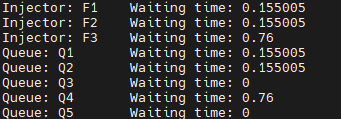 Injector: F1    Waiting time: 0.155005
Injector: F2    Waiting time: 0.155005
Injector: F3    Waiting time: 0.76
Queue: Q1       Waiting time: 0.155005
Queue: Q2       Waiting time: 0.155005
Queue: Q3       Waiting time: 0
Queue: Q4       Waiting time: 0.76
Queue: Q5       Waiting time: 0